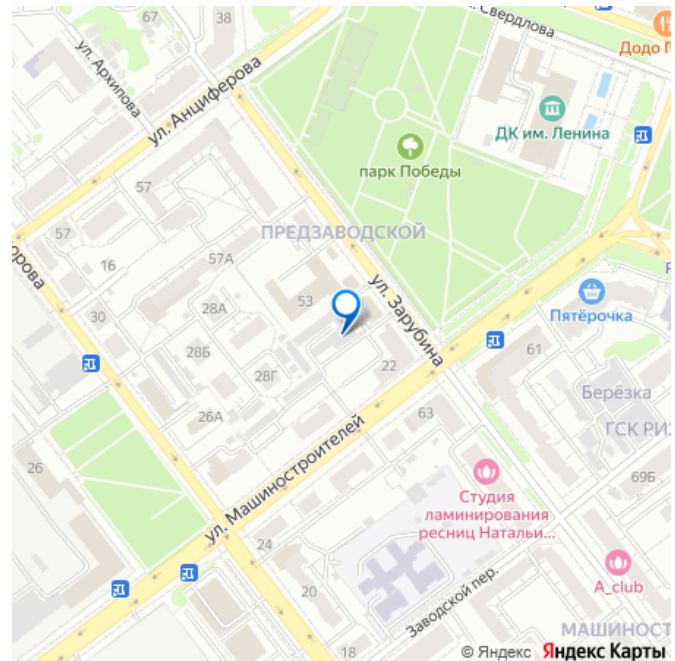 38
67
. Свердлова
Додо П
ул. Архипова
ул. Анциферова
ДК им. Ленина
парк Победы
57
ПРЕДЗАВОДСКОЙ
57
57А
16
орова
53
ул. Зарубина
28А
30
Пятёрочка
28Б
61
22
28Г
Берёзка
26А
63
ГСК РИ
26
ул. Машиностроителей
69Б
Студия
ламинирования
ресниц Натальи...
24
A_club
20
Заводской пер.
МАШИНОСТ
18
© Яндекс Яндекс Карты